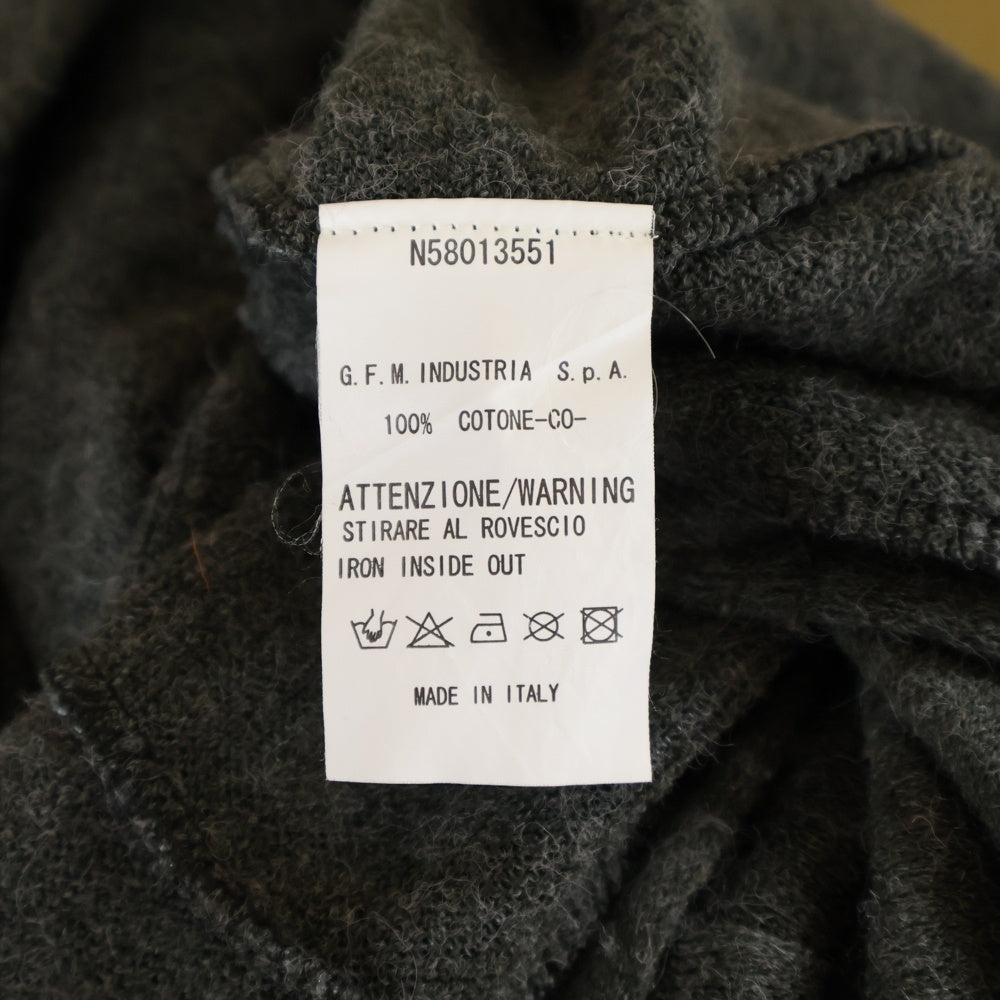 N58013551
G.F.M. INDUSTRIA S.p.A.
100% COTONE-CO-
ATTENZIONE/WARNING
STIRARE AL ROVESCIO
IRON INSIDE OUT
MADE IN ITALY